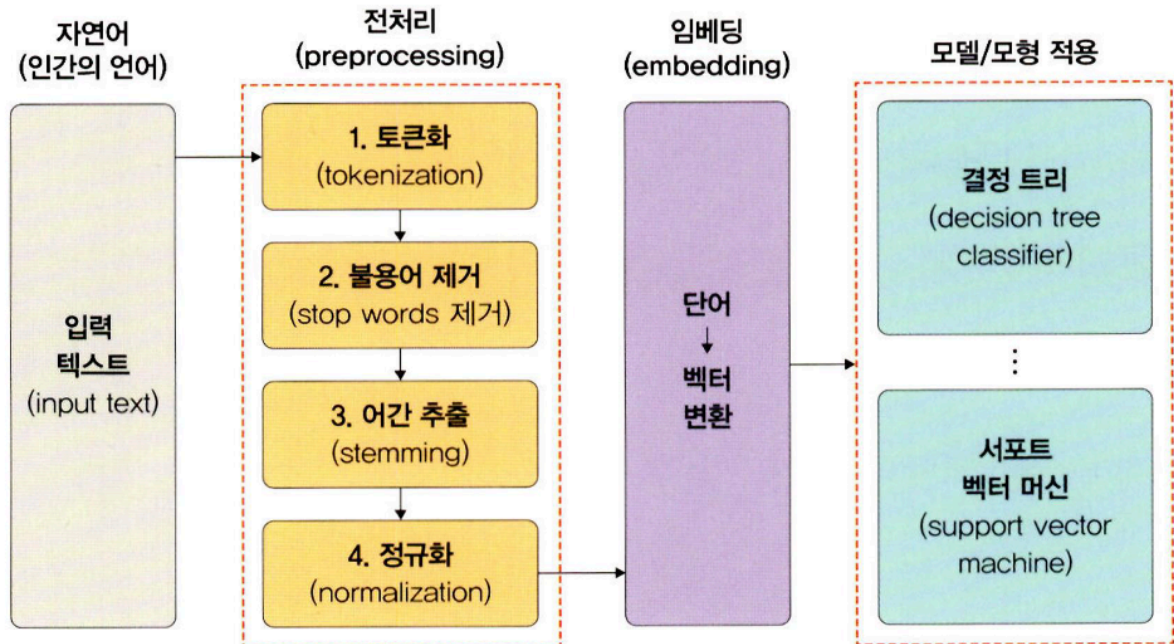 자연어
(인간의 언어)
전처리
(preprocessing)
임베딩
(embedding)
모델/모형 적용
입력
텍스트
(input text)
1. 토큰화
(tokenization)
2. 불용어 제거
(stop words 제거)
3. 어간 추출
(stemming)
4. 정규화
(normalization)
단어
벡터
변환
결정 트리
(decision tree
classifier)
⋮
서포트
벡터 머신
(support vector
machine)